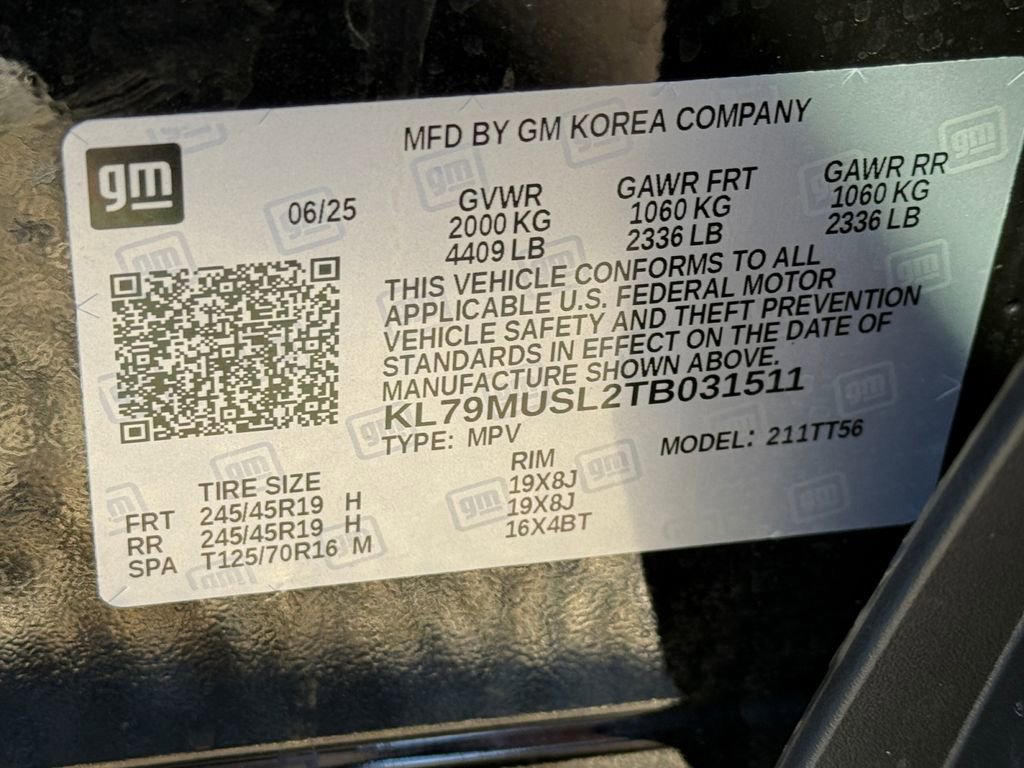 MFD BY GM KOREA COMPANY
gm
06/25
GVWR GAWR FRT GAWR RR
2000 KG 1060 KG 1060 KG
4409 LB 2336 LB 2336 LB
THIS VEHICLE CONFORMS TO ALL
APPLICABLE U.S. FEDERAL MOTOR
VEHICLE SAFETY AND THEFT PREVENTION
STANDARDS IN EFFECT ON THE DATE OF
MANUFACTURE SHOWN ABOVE.
KL79MUSL2TB031511
TYPE: MPV MODEL: 211TT56
TIRE SIZE RIM
FRT 245/45R19 H 19X8J
RR 245/45R19 H 19X8J
SPA T125/70R16 M 16X4BT